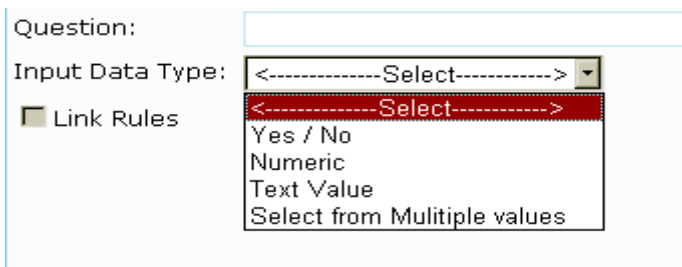 Question:
Input Data Type: <--------------Select------------>
<--------------Select------------>
Link Rules
Yes / No
Numeric
Text Value
Select from Mulitiple values